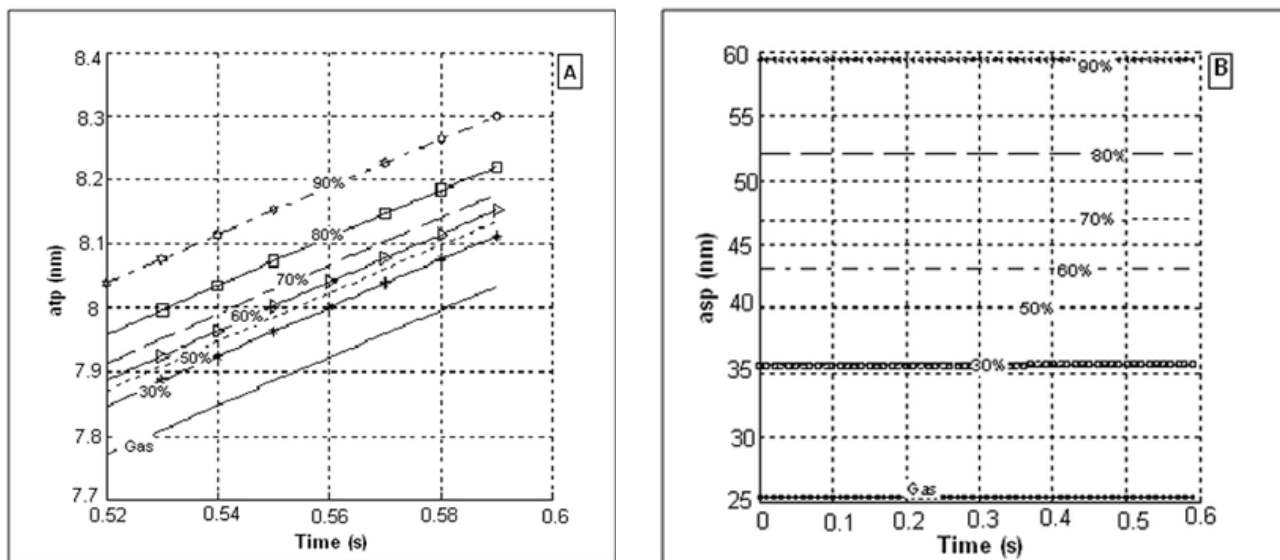 A
atp (nm)
8.4
8.3
8.2
8.1
8
7.9
7.8
7.7
90%
80%
70%
60%
50%
30%
Gas
0.52 0.54 0.56 0.58 0.6
Time (s)
B
asp (nm)
60
55
50
45
40
35
30
25
90%
80%
70%
60%
50%
30%
Gas
0 0.1 0.2 0.3 0.4 0.5 0.6
Time (s)